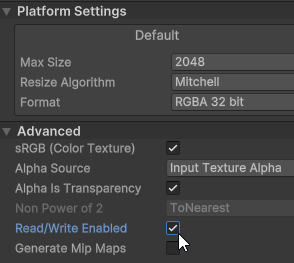 Platform Settings
Default
Max Size 2048
Resize Algorithm Mitchell
Format RGBA 32 bit
Advanced
sRGB (Color Texture)
Alpha Source Input Texture Alpha
Alpha Is Transparency
Non Power of 2 ToNearest
Read/Write Enabled
Generate Mip Maps